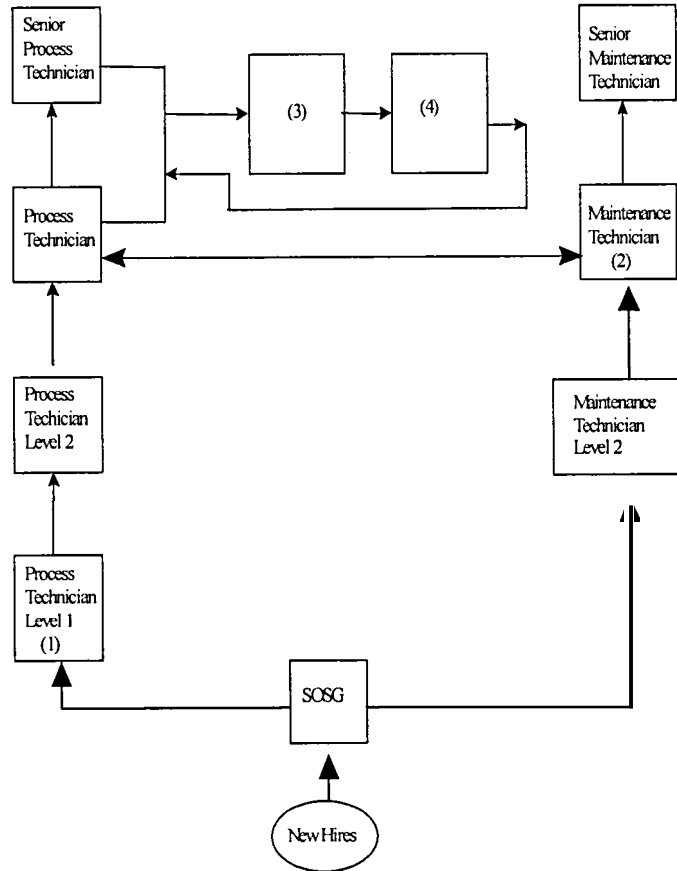 Senior
Process
Technician
(3)
(4)
Senior
Maintenance
Technician
Process
Technician
Maintenance
Technician
(2)
Process
Techician
Level 2
Maintenance
Technician
Level 2
Process
Technician
Level 1
(1)
SOSG
New Hires